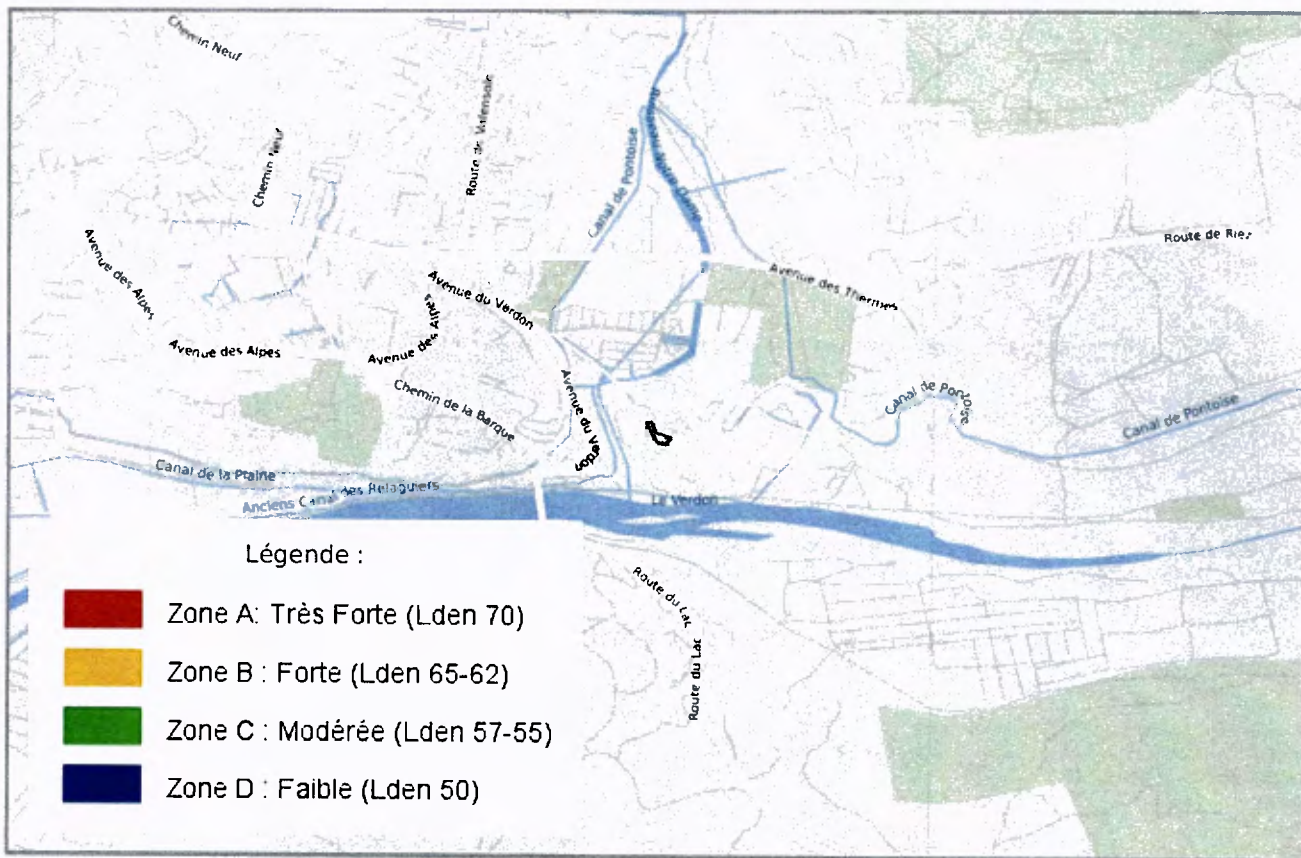 Chemin Neuf
Chemin Neuf
Route de Valensole
Canal de Pontoise
Avenue des Alpes
Avenue des Alpes
Avenue des Alpes
Avenue du Verdon
Avenue des Thermes
Route de Riez
Chemin de la Barque
Avenue du Verdon
Canal de Pontoise
Canal de Pontoise
Canal de la Plaine
Anciens Canal des Relaguiers
Le Verdon
Route du Lac
Route du Lac
Légende :
Zone A: Très Forte (Lden 70)
Zone B : Forte (Lden 65-62)
Zone C : Modérée (Lden 57-55)
Zone D : Faible (Lden 50)